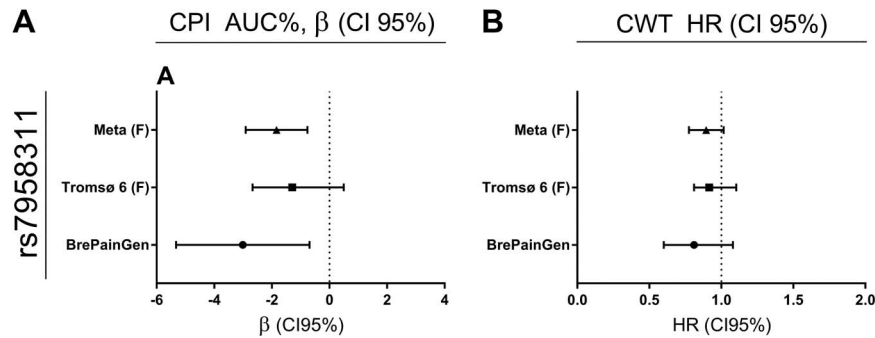 A
CPI AUC%, β (CI 95%)
B
CWT HR (CI 95%)
rs7958311
A
Meta (F)
Tromsø 6 (F)
BrePainGen
-6 -4 -2 0 2 4
β (CI95%)
Meta (F)
Tromsø 6 (F)
BrePainGen
0.0 0.5 1.0 1.5 2.0
HR (CI95%)